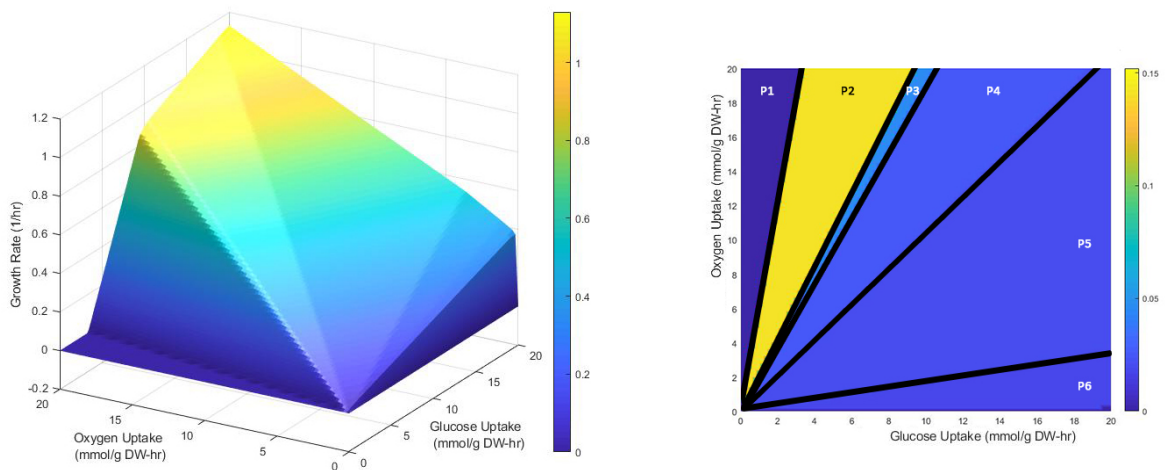 1.2
1
0.8
0.6
0.4
0.2
0
-0.2
Growth Rate (1/hr)
20
15
10
5
0
Oxygen Uptake
(mmol/g DW-hr)
0
5
10
15
20
Glucose Uptake
(mmol/g DW-hr)
1
0.8
0.6
0.4
0.2
0
20
18
16
14
12
10
8
6
4
2
0
Oxygen Uptake (mmol/g DW-hr)
P1
P2
P3
P4
P5
P6
0 2 4 6 8 10 12 14 16 18 20
Glucose Uptake (mmol/g DW-hr)
0.15
0.1
0.05
0